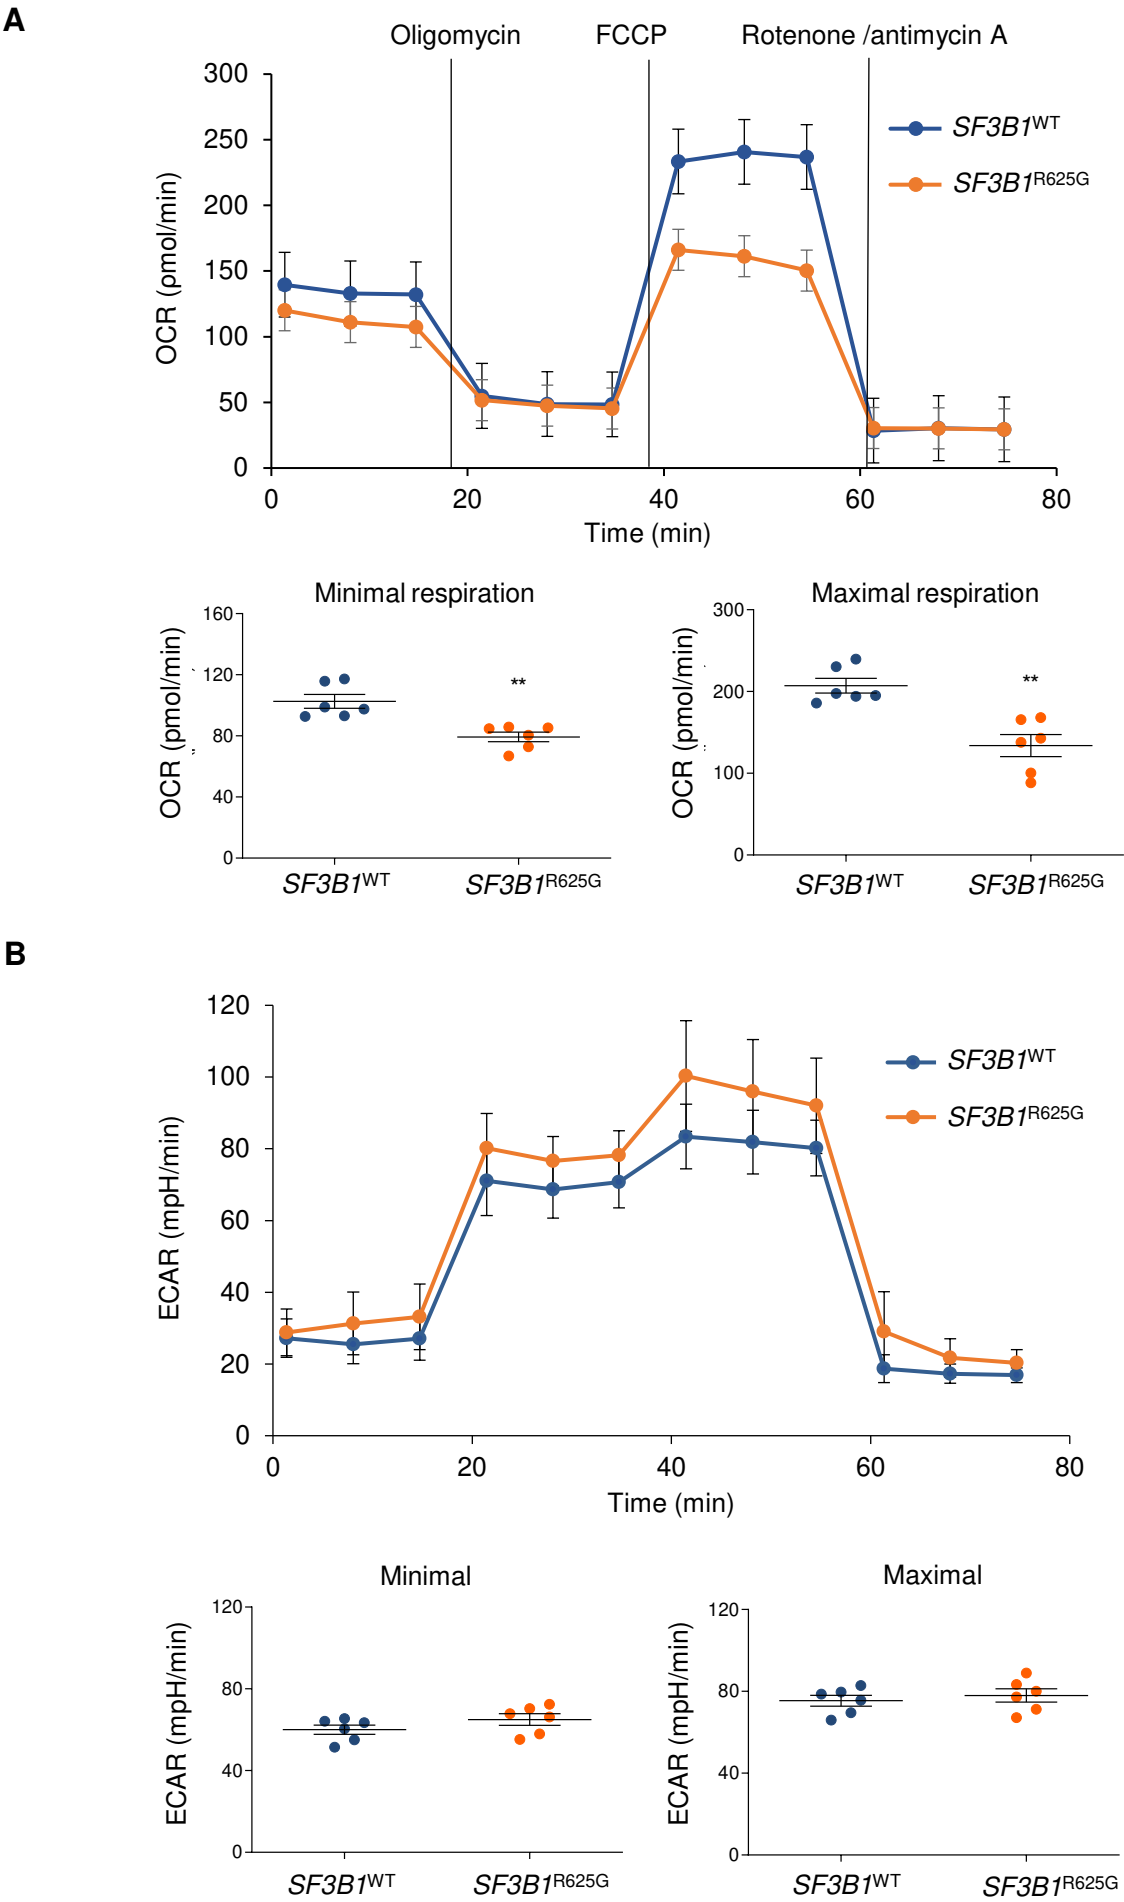 A
Oligomycin FCCP Rotenone /antimycin A
300
250
200
150
100
50
0
OCR (pmol/min)
SF3B1WT
SF3B1R625G
0 20 40 60 80
Time (min)
Minimal respiration
160
120
80
40
0
OCR (pmol/min)
**
SF3B1WT SF3B1R625G
Maximal respiration
300
200
100
0
OCR (pmol/min)
**
SF3B1WT SF3B1R625G
B
120
100
80
60
40
20
0
ECAR (mpH/min)
SF3B1WT
SF3B1R625G
0 20 40 60 80
Time (min)
Minimal
120
80
40
0
ECAR (mpH/min)
SF3B1WT SF3B1R625G
Maximal
120
80
40
0
ECAR (mpH/min)
SF3B1WT SF3B1R625G